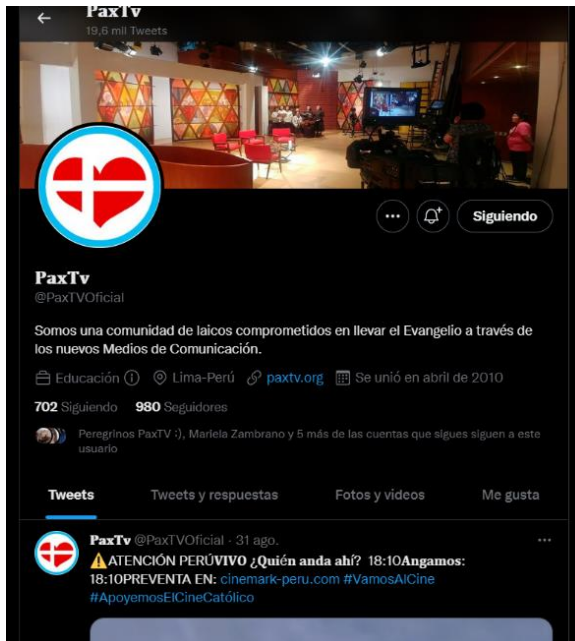 PaxTv
19,6 mil Tweets
Siguiendo
PaxTv
@PaxTVOficial
Somos una comunidad de laicos comprometidos en llevar el Evangelio a través de
los nuevos Medios de Comunicación.
Educación Lima-Perú paxtv.org Se unió en abril de 2010
702 Siguiendo 980 Seguidores
Peregrinos PaxTV :), Mariela Zambrano y 5 más de las cuentas que sigues siguen a este
usuario
Tweets Tweets y respuestas Fotos y videos Me gusta
PaxTv @PaxTVOficial · 31 ago.
⚠️ATENCIÓN PERÚVIVO ¿Quién anda ahí? 18:10Angamos:
18:10PREVENTA EN: cinemark-peru.com #VamosAlCine
#ApoyemosElCineCatólico